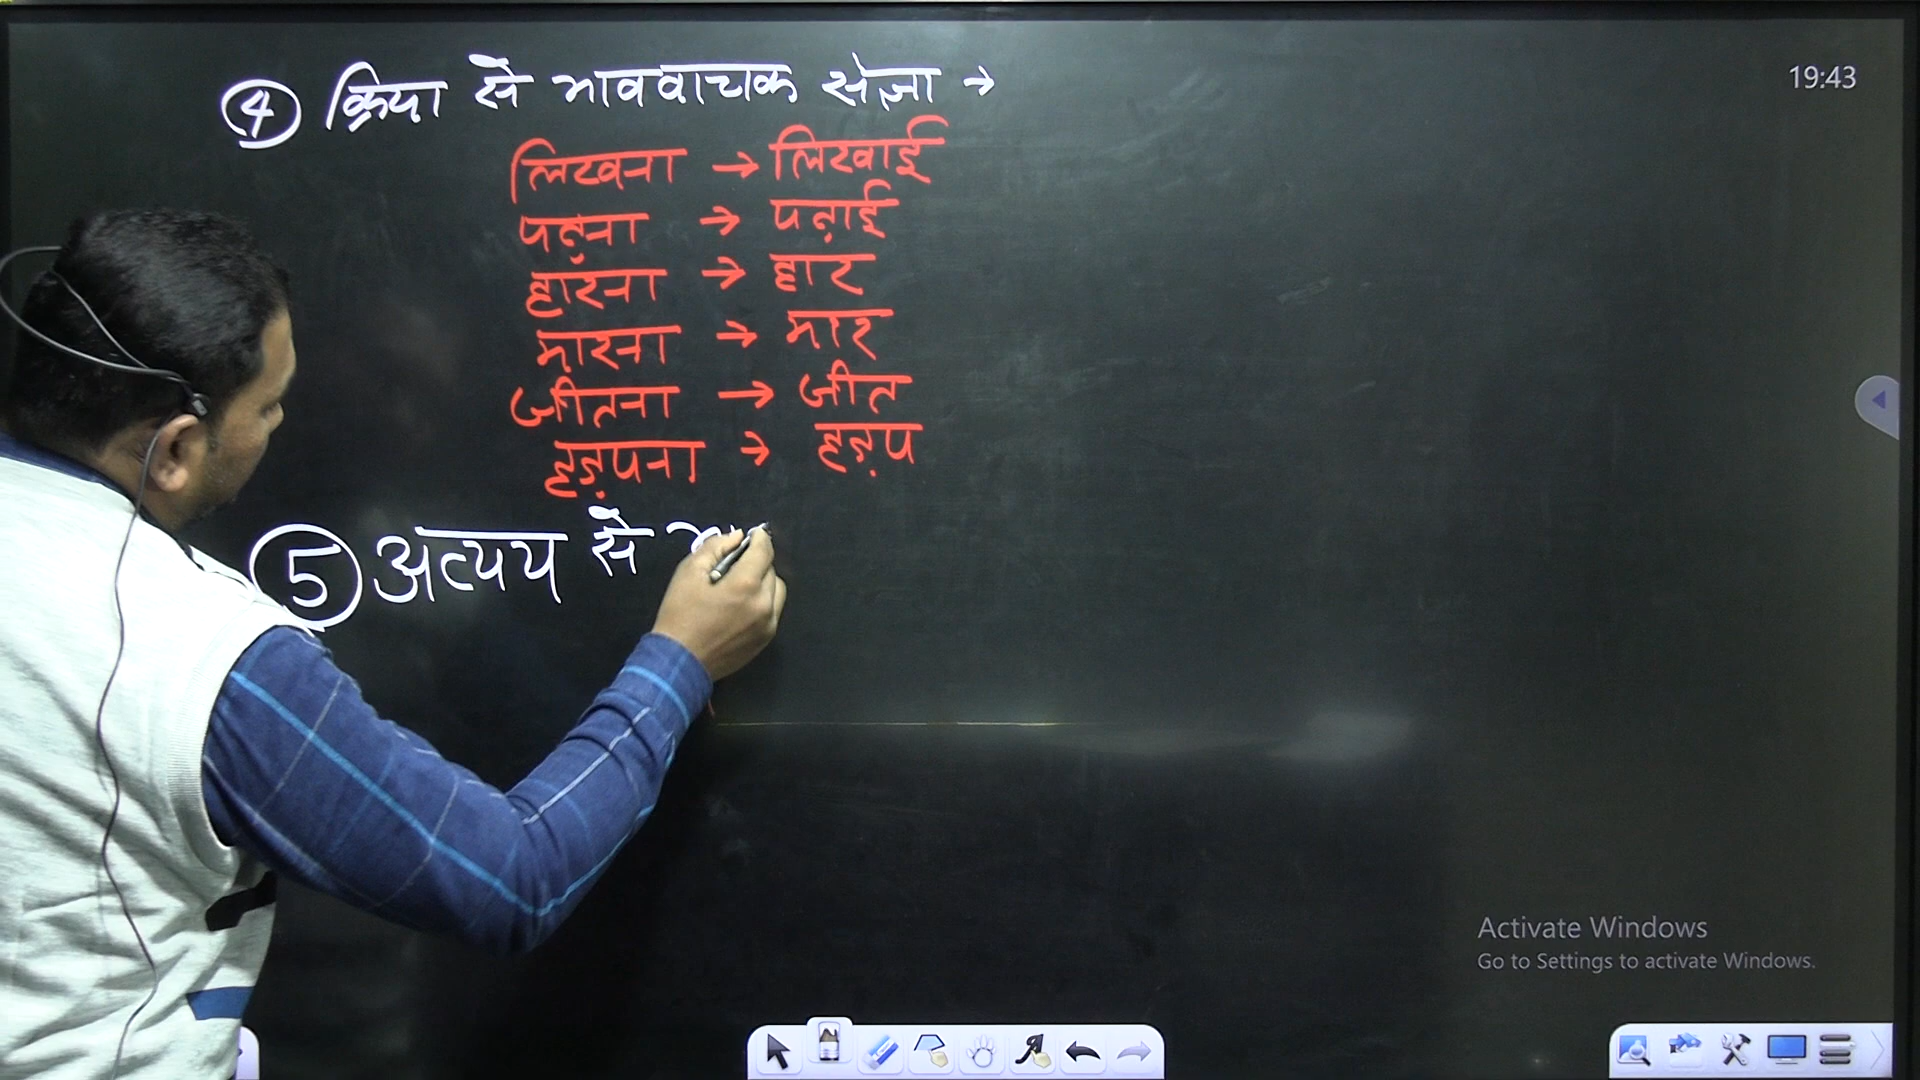 19:43
④ क्रिया से भाववाचक संज्ञा →
लिखना → लिखाई
पढ़ना → पढ़ाई
हारना → हार
मारना → मार
जीतना → जीत
हड़पना → हड़प
⑤ अव्यय से
Activate Windows
Go to Settings to activate Windows.